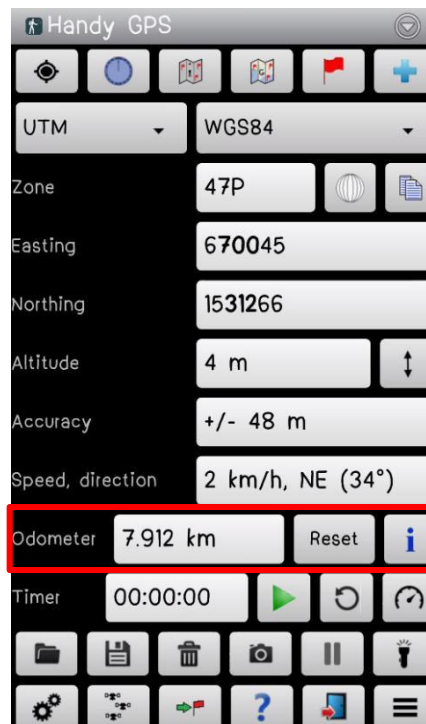 Handy GPS
UTM WGS84
Zone 47P
Easting 670045
Northing 1531266
Altitude 4 m
Accuracy +/- 48 m
Speed, direction 2 km/h, NE (34°)
Odometer 7.912 km Reset i
Timer 00:00:00
?